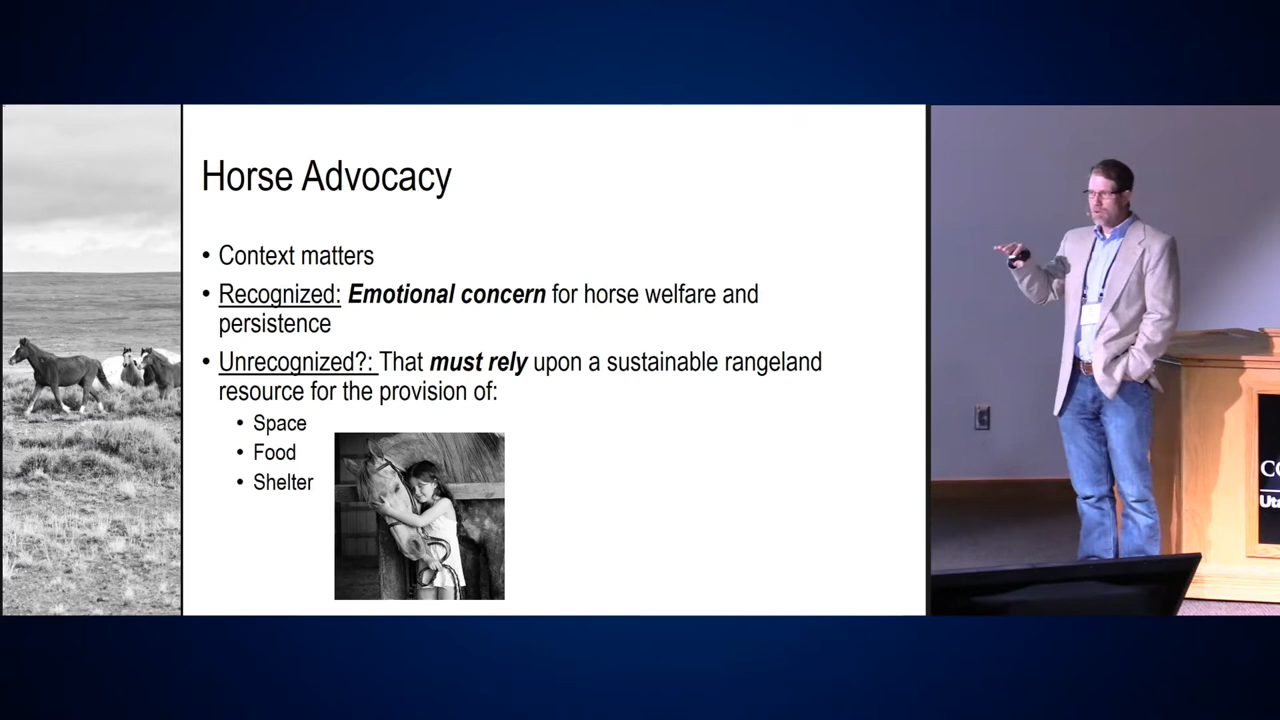 Horse Advocacy
• Context matters
• Recognized: Emotional concern for horse welfare and
persistence
• Unrecognized?: That must rely upon a sustainable rangeland
resource for the provision of:
• Space
• Food
• Shelter